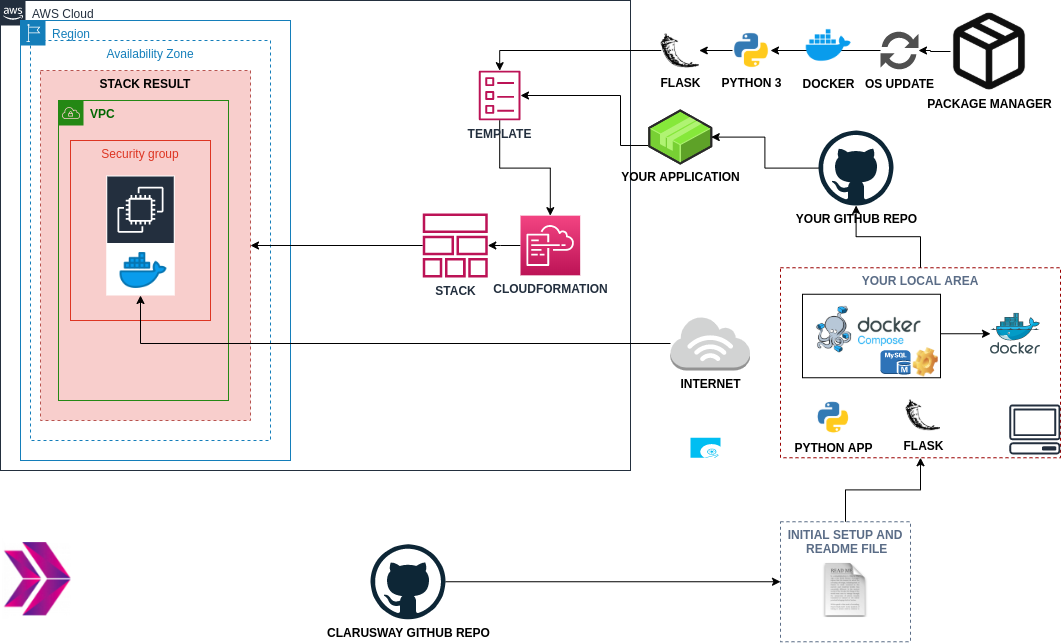 aws
AWS Cloud
Region
Availability Zone
STACK RESULT
VPC
Security group
TEMPLATE
STACK
CLOUDFORMATION
FLASK
PYTHON 3
DOCKER
OS UPDATE
PACKAGE MANAGER
YOUR APPLICATION
YOUR GITHUB REPO
INTERNET
YOUR LOCAL AREA
docker
Compose
MySQL
M
docker
PYTHON APP
FLASK
INITIAL SETUP AND
README FILE
READ ME
CLARUSWAY GITHUB REPO